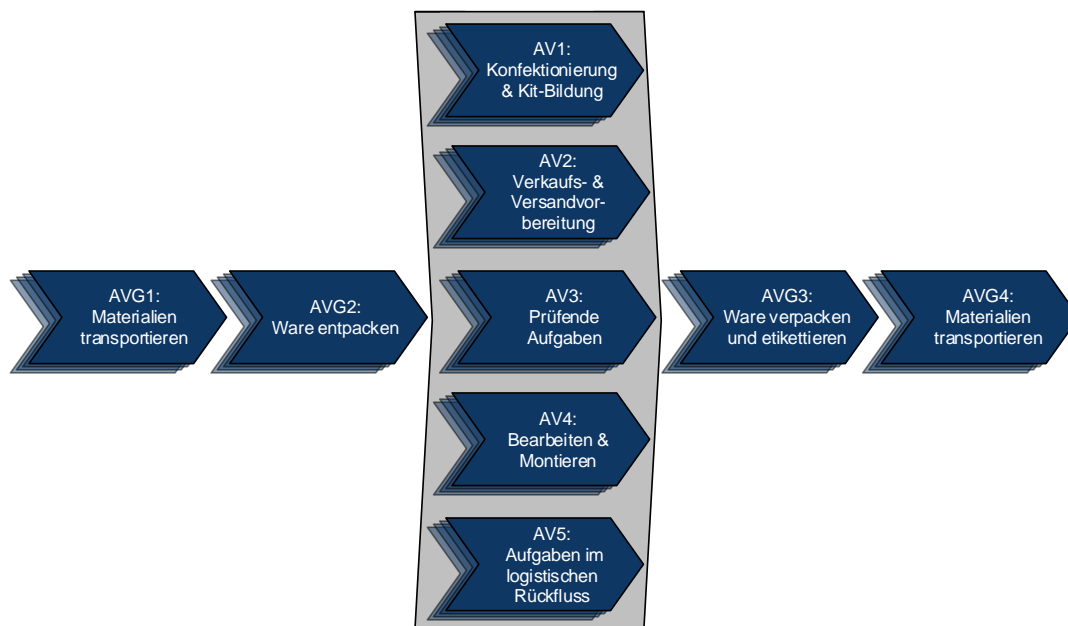 AV1:
Konfektionierung
& Kit-Bildung
AV2:
Verkaufs- &
Versandvor-
bereitung
AVG1:
Materialien
transportieren
AVG2:
Ware entpacken
AV3:
Prüfende
Aufgaben
AVG3:
Ware verpacken
und etikettieren
AVG4:
Materialien
transportieren
AV4:
Bearbeiten &
Montieren
AV5:
Aufgaben im
logistischen
Rückfluss